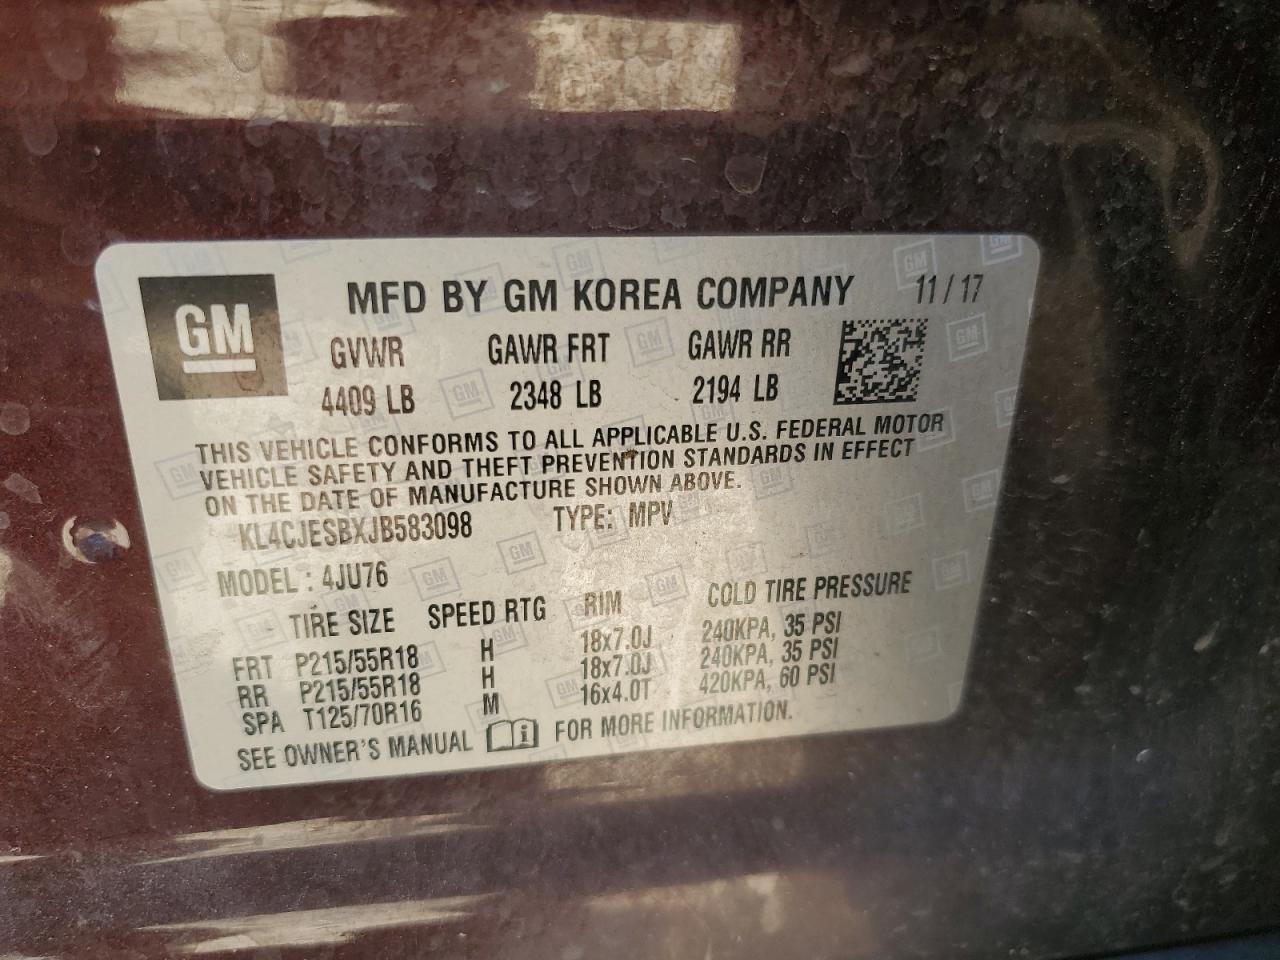 GM MFD BY GM KOREA COMPANY 11/17
GVWR GAWR FRT GAWR RR
4409 LB 2348 LB 2194 LB
THIS VEHICLE CONFORMS TO ALL APPLICABLE U.S. FEDERAL MOTOR
VEHICLE SAFETY AND THEFT PREVENTION STANDARDS IN EFFECT
ON THE DATE OF MANUFACTURE SHOWN ABOVE.
KL4CJESBXJB583098 TYPE: MPV
MODEL: 4JU76
TIRE SIZE SPEED RTG RIM COLD TIRE PRESSURE
FRT P215/55R18 H 18x7.0J 240KPA, 35 PSI
RR P215/55R18 H 18x7.0J 240KPA, 35 PSI
SPA T125/70R16 M 16x4.0T 420KPA, 60 PSI
SEE OWNER'S MANUAL i FOR MORE INFORMATION.